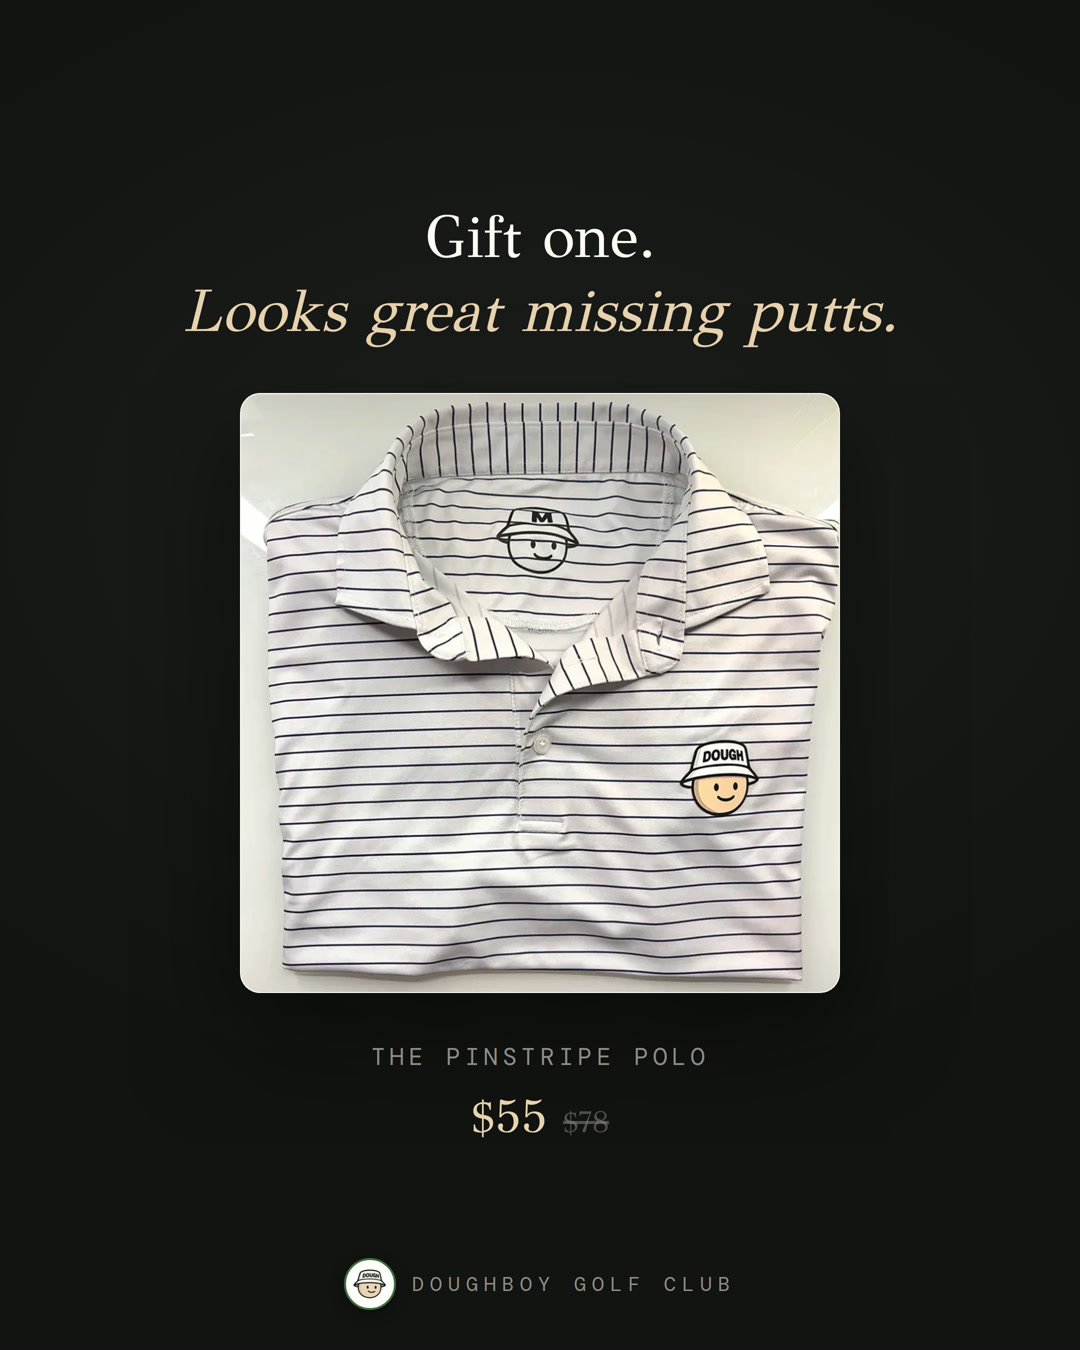 Gift one.
Looks great missing putts.
M
DOUGH
THE PINSTRIPE POLO
$55 $78
DOUGH
DOUGHBOY GOLF CLUB